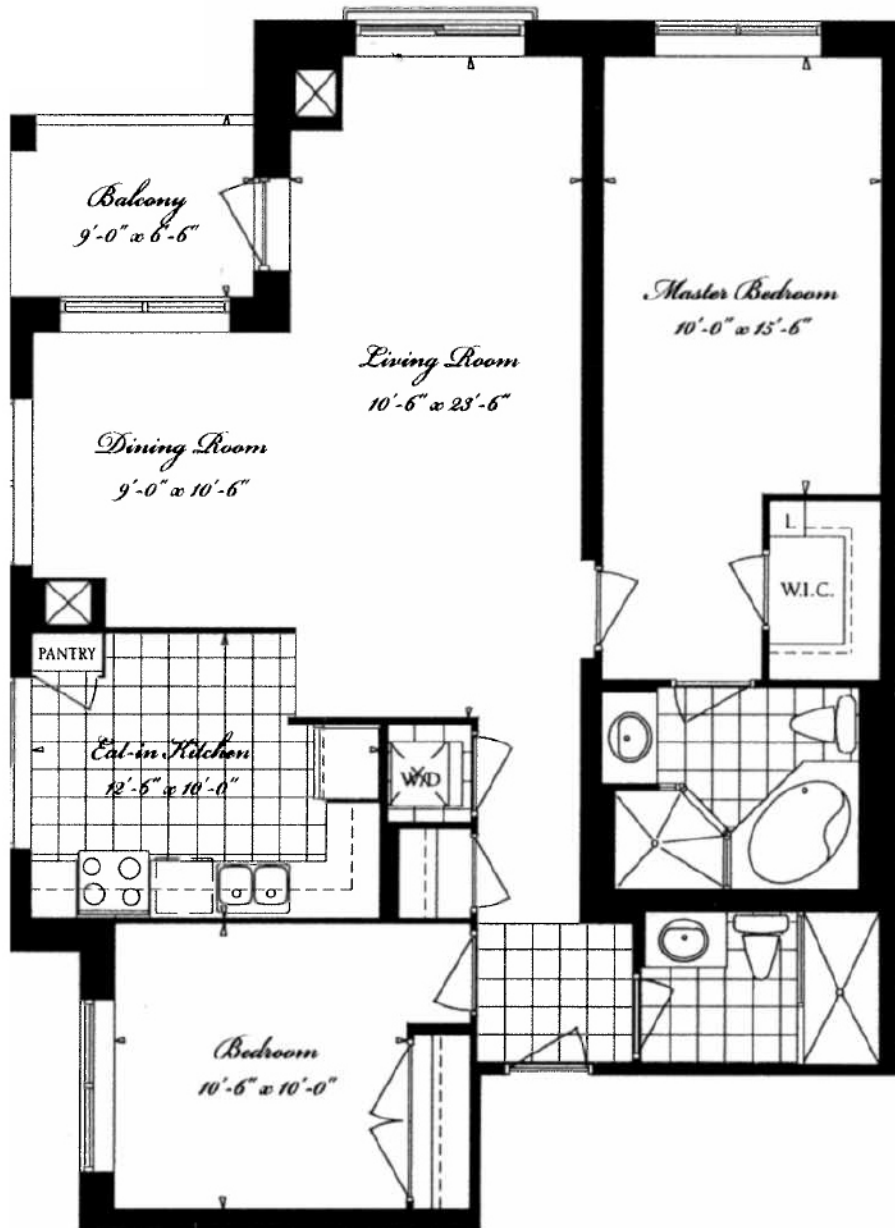 Balcony
9'-0" x 6'-6"
Master Bedroom
10'-0" x 15'-6"
Living Room
10'-6" x 23'-6"
Dining Room
9'-0" x 10'-6"
L
W.I.C.
PANTRY
Eat-in Kitchen
12'-6" x 10'-0"
W/D
Bedroom
10'-6" x 10'-0"